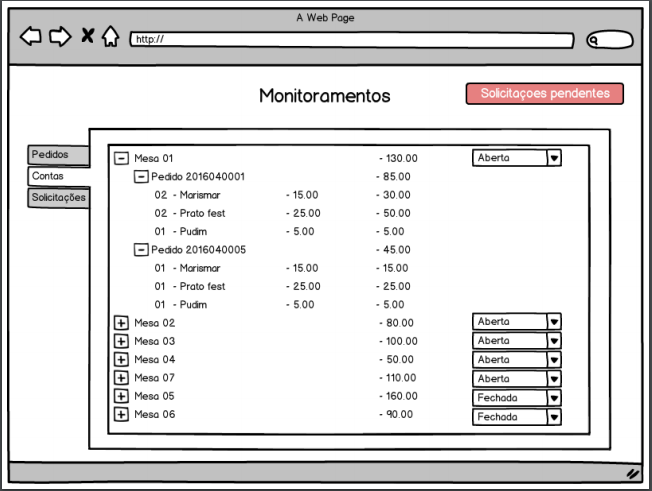 A Web Page
http://
Monitoramentos
Solicitaçoes pendentes
Pedidos
Contas
Solicitações
Mesa 01 - 130.00 Aberta
Pedido 2016040001 - 85.00
02 - Marismar - 15.00 - 30.00
02 - Prato fest - 25.00 - 50.00
01 - Pudim - 5.00 - 5.00
Pedido 2016040005 - 45.00
01 - Marismar - 15.00 - 15.00
01 - Prato fest - 25.00 - 25.00
01 - Pudim - 5.00 - 5.00
Mesa 02 - 80.00 Aberta
Mesa 03 - 100.00 Aberta
Mesa 04 - 50.00 Aberta
Mesa 07 - 110.00 Aberta
Mesa 05 - 160.00 Fechada
Mesa 06 - 90.00 Fechada